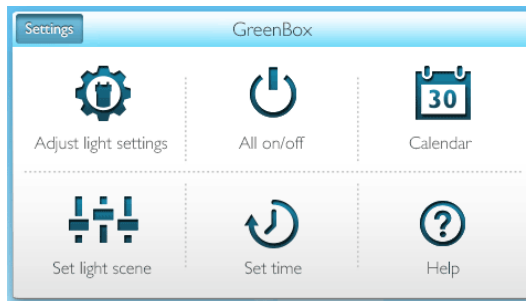 Settings
GreenBox
Adjust light settings
All on/off
30
Calendar
Set light scene
Set time
?
Help